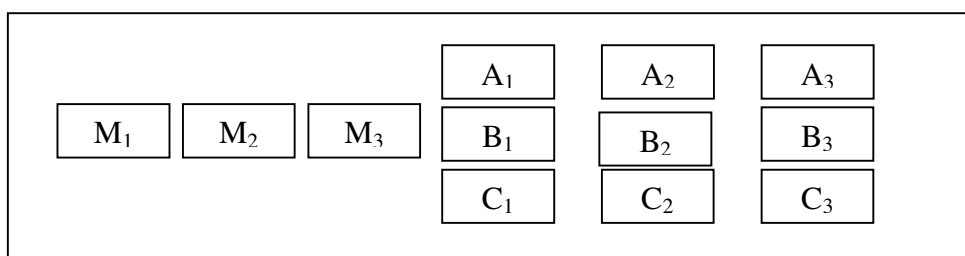 A₁ A₂ A₃
M₁ M₂ M₃ B₁ B₂ B₃
C₁ C₂ C₃